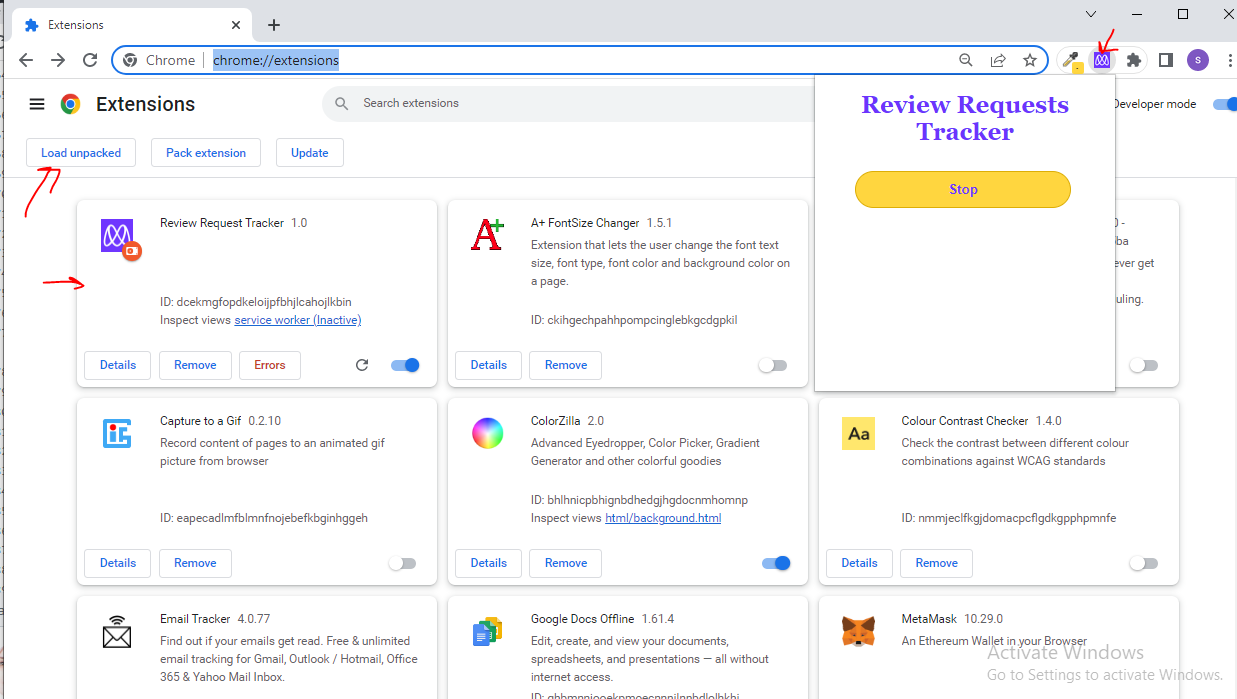 Extensions
Chrome
chrome://extensions
s
Extensions
Search extensions
Developer mode
Load unpacked
Pack extension
Update
Review Requests
Tracker
Stop
Review Request Tracker 1.0
ID: dcekmgfopdkeloijpfbhjlcahojlkbin
Inspect views service worker (Inactive)
Details
Remove
Errors
A+ FontSize Changer 1.5.1
Extension that lets the user change the font text
size, font type, font color and background color on
a page.
ID: ckihgechpahhpompcinglebkgcdgpkil
Details
Remove
ever get
uling.
Capture to a Gif 0.2.10
Record content of pages to an animated gif
picture from browser
ID: eapecadlmfblmnfnojebefkbginhggeh
Details
Remove
ColorZilla 2.0
Advanced Eyedropper, Color Picker, Gradient
Generator and other colorful goodies
ID: bhlhnicpbhignbdhedgjhgdocnmhomnp
Inspect views html/background.html
Details
Remove
Aa
Colour Contrast Checker 1.4.0
Check the contrast between different colour
combinations against WCAG standards
ID: nmmjeclfkgjdomacpcflgdkgpphpmnfe
Details
Remove
Email Tracker 4.0.77
Find out if your emails get read. Free & unlimited
email tracking for Gmail, Outlook / Hotmail, Office
365 & Yahoo Mail Inbox.
Google Docs Offline 1.61.4
Edit, create, and view your documents,
spreadsheets, and presentations — all without
internet access.
MetaMask 10.29.0
An Ethereum Wallet in your Browser
Activate Windows
Go to Settings to activate Windows.